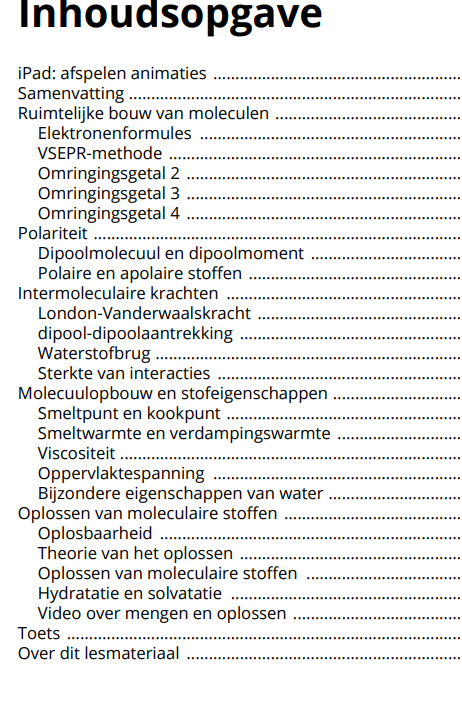 Inhoudsopgave
iPad: afspelen animaties ........................................................
Samenvatting ............................................................................
Ruimtelijke bouw van moleculen ..........................................
Elektronenformules ............................................................
VSEPR-methode ...................................................................
Omringingsgetal 2 ...............................................................
Omringingsgetal 3 ...............................................................
Omringingsgetal 4 ...............................................................
Polariteit ....................................................................................
Dipoolmolecuul en dipoolmoment ..................................
Polaire en apolaire stoffen ................................................
Intermoleculaire krachten .....................................................
London-Vanderwaalskracht ..............................................
dipool-dipoolaantrekking ..................................................
Waterstofbrug ......................................................................
Sterkte van interacties ........................................................
Molecuulopbouw en stofeigenschappen .............................
Smeltpunt en kookpunt .....................................................
Smeltwarmte en verdampingswarmte ............................
Viscositeit ..............................................................................
Oppervlaktespanning .........................................................
Bijzondere eigenschappen van water ..............................
Oplossen van moleculaire stoffen ........................................
Oplosbaarheid .....................................................................
Theorie van het oplossen ..................................................
Oplossen van moleculaire stoffen ...................................
Hydratatie en solvatatie .....................................................
Video over mengen en oplossen ......................................
Toets ..........................................................................................
Over dit lesmateriaal ...............................................................